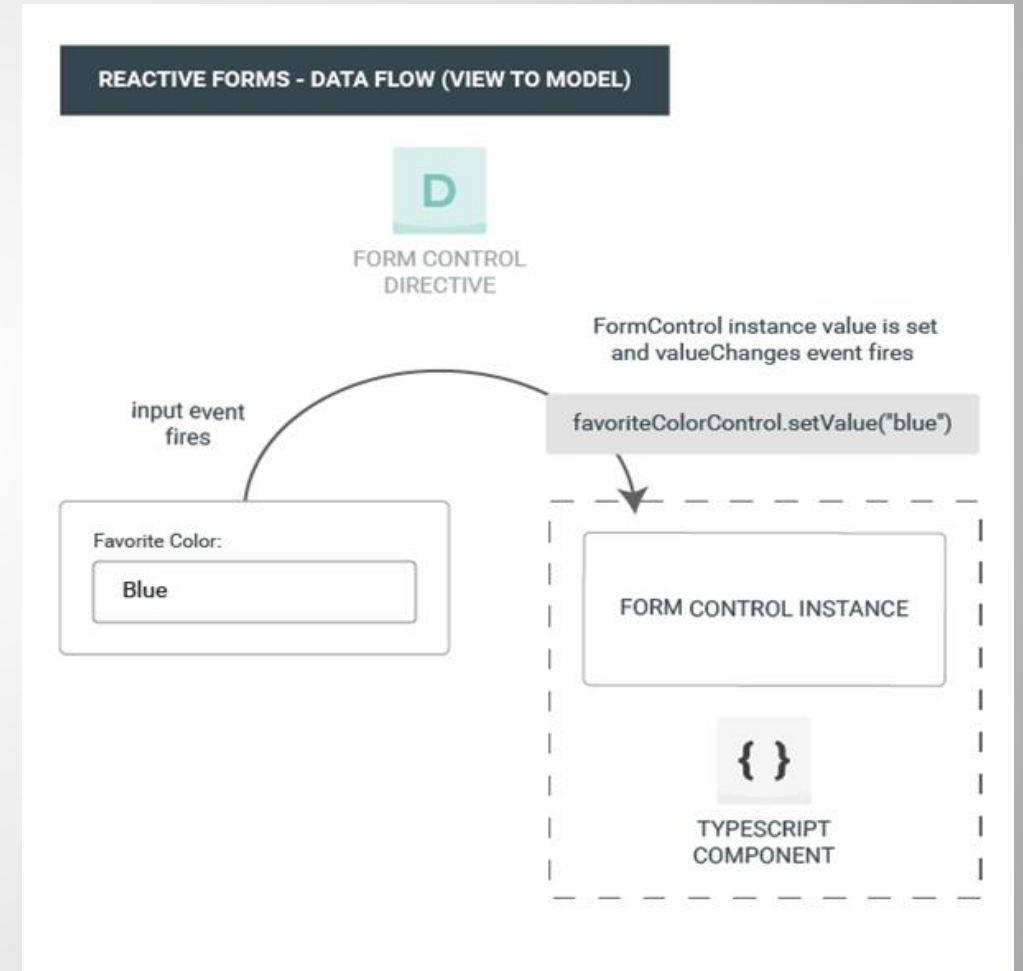 REACTIVE FORMS - DATA FLOW (VIEW TO MODEL)
D
FORM CONTROL
DIRECTIVE
FormControl instance value is set
and valueChanges event fires
input event
fires
favoriteColorControl.setValue("blue")
Favorite Color:
Blue
FORM CONTROL INSTANCE
{ }
TYPESCRIPT
COMPONENT